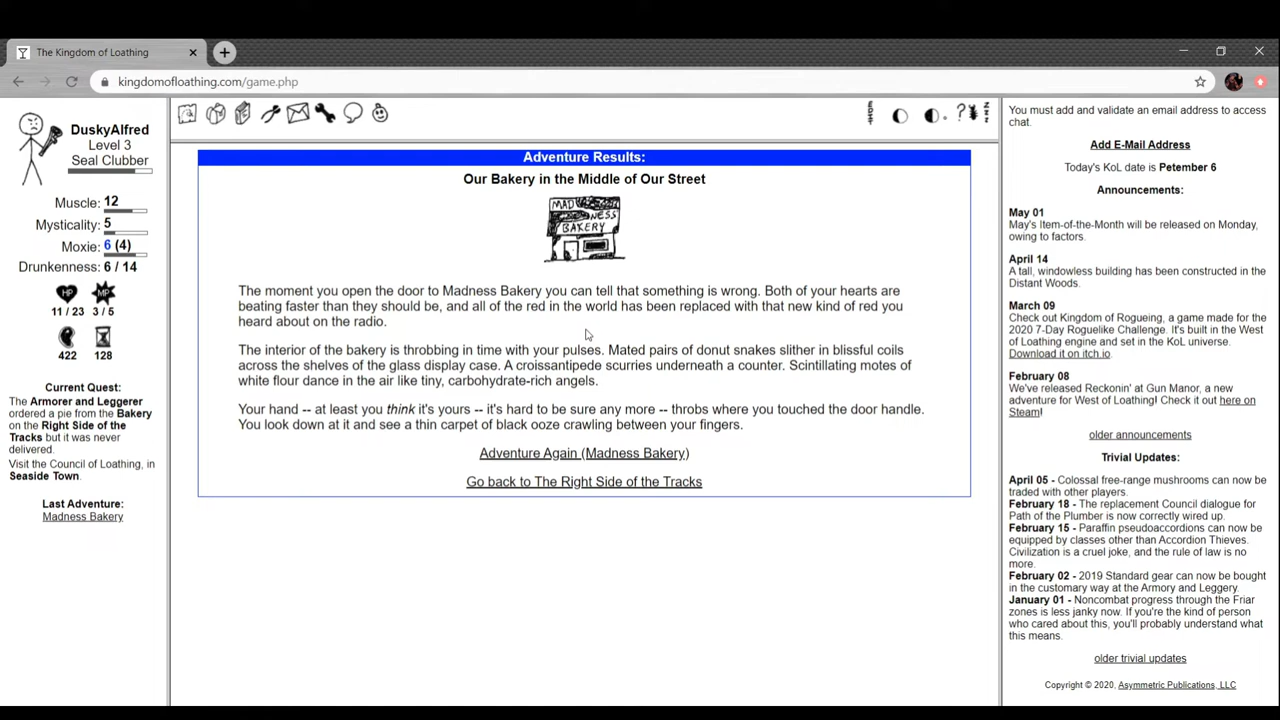 The Kingdom of Loathing
kingdomofloathing.com/game.php
DuskyAlfred
Level 3
Seal Clubber
Muscle: 12
Mysticality: 5
Moxie: 6 (4)
Drunkenness: 6 / 14
HP
MP
11 / 23
3 / 5
422
128
Current Quest:
The Armorer and Leggerer
ordered a pie from the Bakery
on the Right Side of the
Tracks but it was never
delivered.
Visit the Council of Loathing, in
Seaside Town.
Last Adventure:
Madness Bakery
Adventure Results:
Our Bakery in the Middle of Our Street
MAD
NESS
BAKERY
The moment you open the door to Madness Bakery you can tell that something is wrong. Both of your hearts are
beating faster than they should be, and all of the red in the world has been replaced with that new kind of red you
heard about on the radio.
The interior of the bakery is throbbing in time with your pulses. Mated pairs of donut snakes slither in blissful coils
across the shelves of the glass display case. A croissantipede scurries underneath a counter. Scintillating motes of
white flour dance in the air like tiny, carbohydrate-rich angels.
Your hand -- at least you think it's yours -- it's hard to be sure any more -- throbs where you touched the door handle.
You look down at it and see a thin carpet of black ooze crawling between your fingers.
Adventure Again (Madness Bakery)
Go back to The Right Side of the Tracks
You must add and validate an email address to access
chat.
Add E-Mail Address
Today's KoL date is Petember 6
Announcements:
May 01
May's Item-of-the-Month will be released on Monday,
owing to factors.
April 14
A tall, windowless building has been constructed in the
Distant Woods.
March 09
Check out Kingdom of Rogueing, a game made for the
2020 7-Day Roguelike Challenge. It's built in the West
of Loathing engine and set in the KoL universe.
Download it on itch.io.
February 08
We've released Reckonin' at Gun Manor, a new
adventure for West of Loathing! Check it out here on
Steam!
older announcements
Trivial Updates:
April 05 - Colossal free-range mushrooms can now be
traded with other players.
February 18 - The replacement Council dialogue for
Path of the Plumber is now correctly wired up.
February 15 - Paraffin pseudoaccordions can now be
equipped by classes other than Accordion Thieves.
Civilization is a cruel joke, and the rule of law is no
more.
February 02 - 2019 Standard gear can now be bought
in the customary way at the Armory and Leggery.
January 01 - Noncombat progress through the Friar
zones is less janky now. If you're the kind of person
who cared about this, you'll probably understand what
this means.
older trivial updates
Copyright © 2020, Asymmetric Publications, LLC